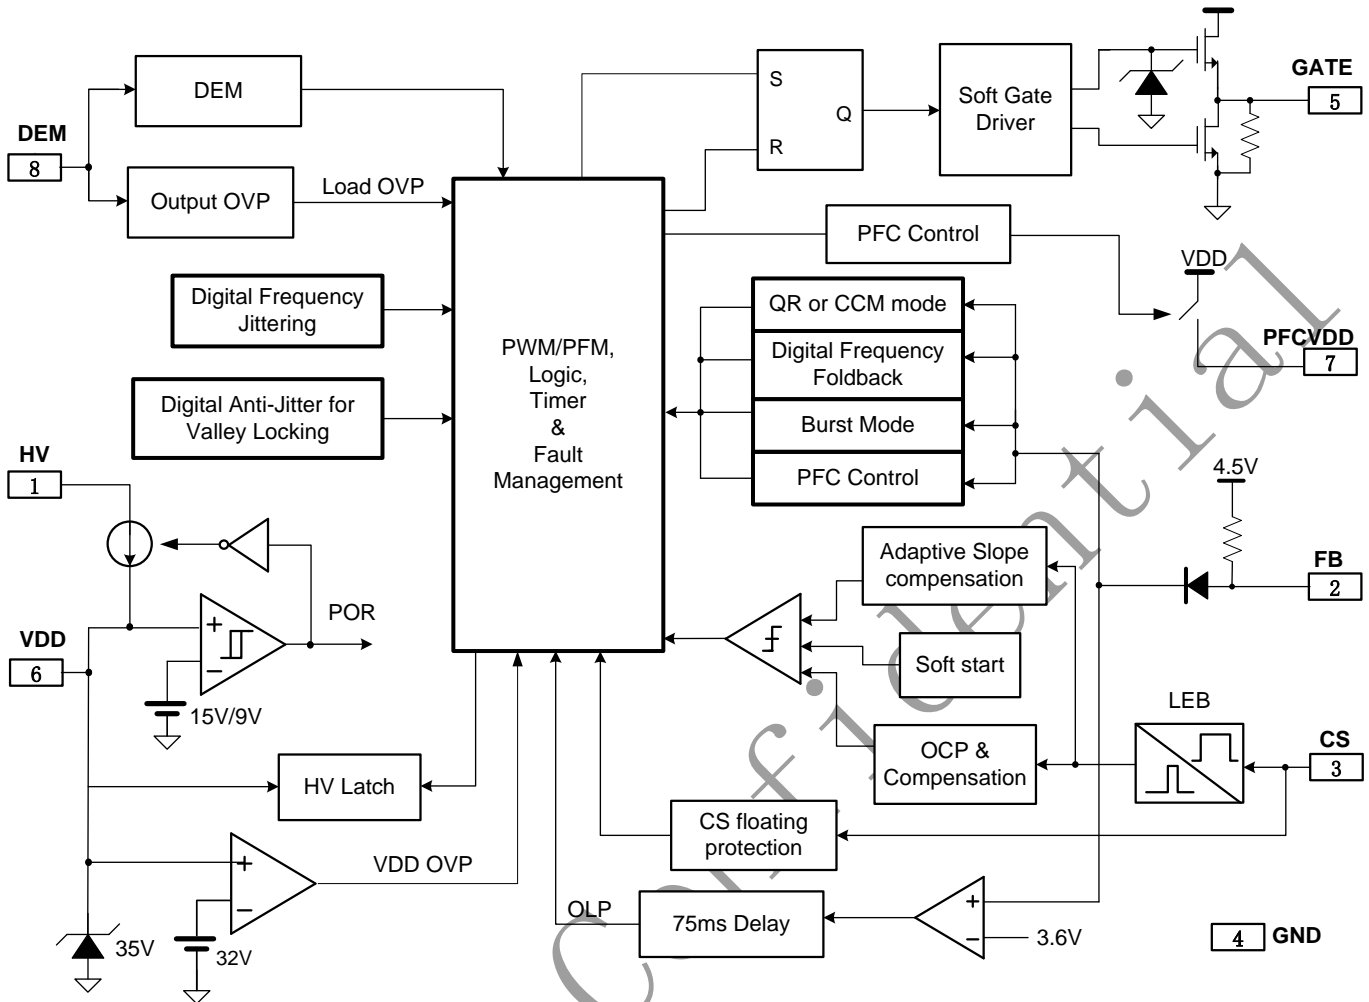 DEM
8
DEM
Output OVP
Load OVP
Digital Frequency
Jittering
Digital Anti-Jitter for
Valley Locking
HV
1
VDD
6
POR
+
−
15V/9V
HV Latch
VDD OVP
+
−
35V
32V
PWM/PFM,
Logic,
Timer
&
Fault
Management
S
R
Q
Soft Gate
Driver
GATE
5
PFC Control
VDD
PFCVDD
7
QR or CCM mode
Digital Frequency
Foldback
Burst Mode
PFC Control
4.5V
FB
2
Adaptive Slope
compensation
Soft start
OCP &
Compensation
LEB
CS
3
CS floating
protection
OLP
75ms Delay
+
−
3.6V
4
GND
Confidential